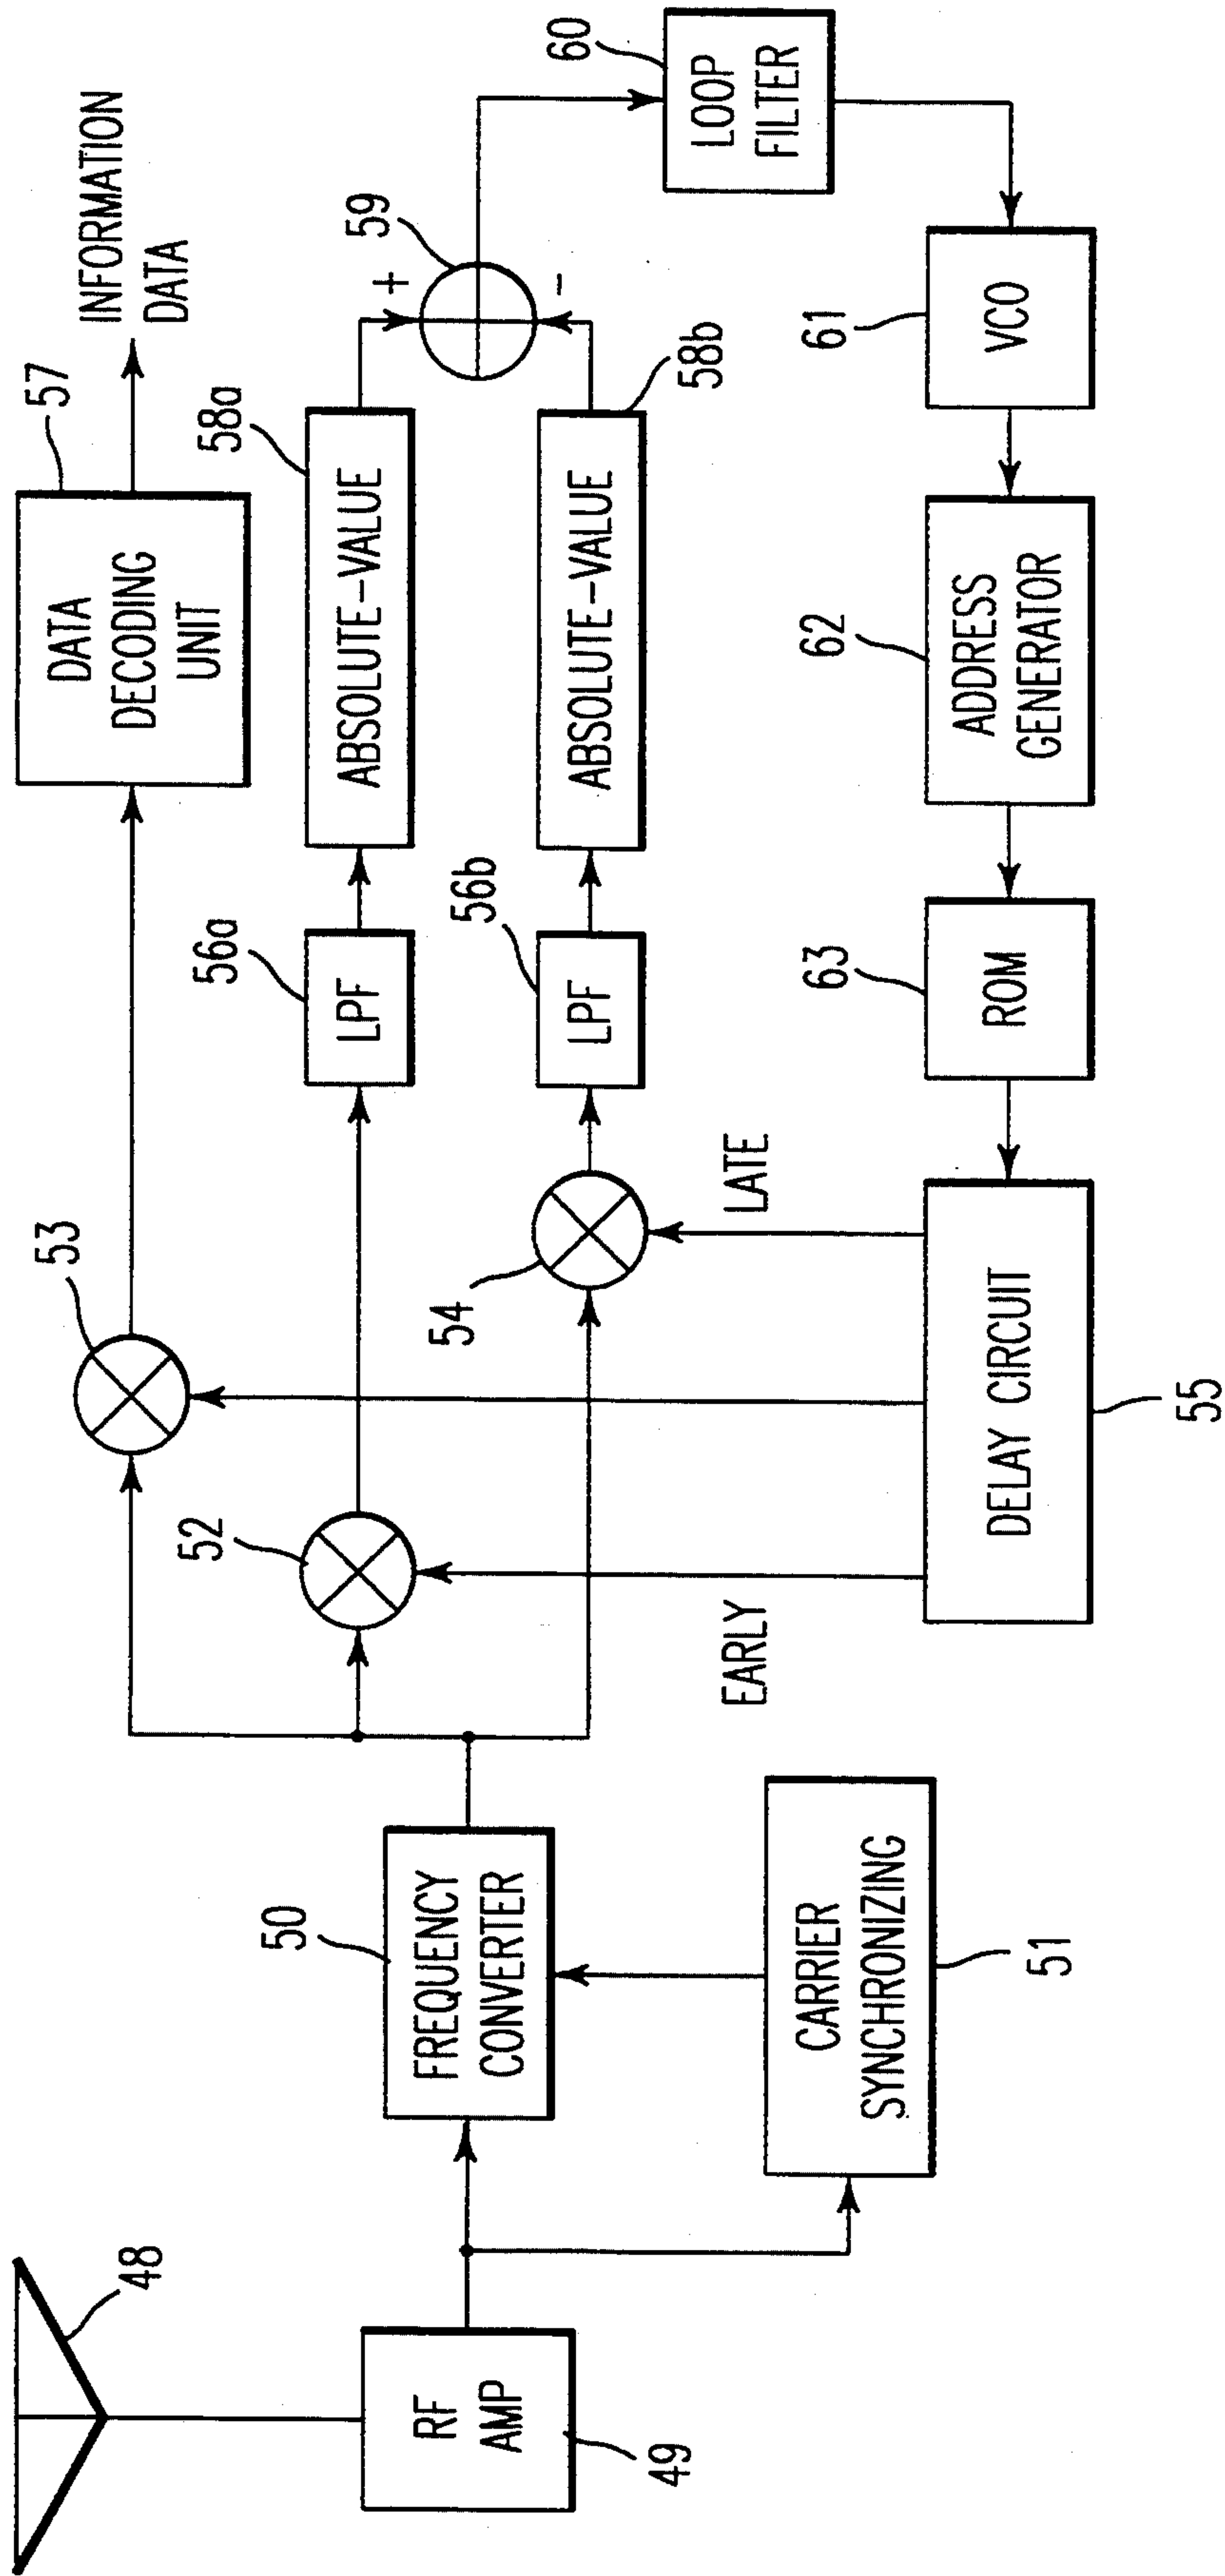 48
RF
AMP
49
FREQUENCY
CONVERTER
50
CARRIER
SYNCHRONIZING
51
52
53
54
EARLY
LATE
DELAY CIRCUIT
55
LPF
56a
LPF
56b
DATA
DECODING
UNIT
57
INFORMATION
DATA
ABSOLUTE-VALUE
58a
ABSOLUTE-VALUE
58b
+
-
59
LOOP
FILTER
60
VCO
61
ADDRESS
GENERATOR
62
ROM
63